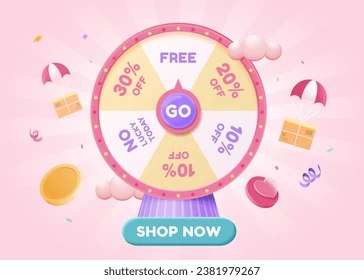 FREE
30%
OFF
20%
OFF
GO
NO
LUCKY
TODAY
10%
OFF
10%
OFF
SHOP NOW
shutterstock.com · 2381979267